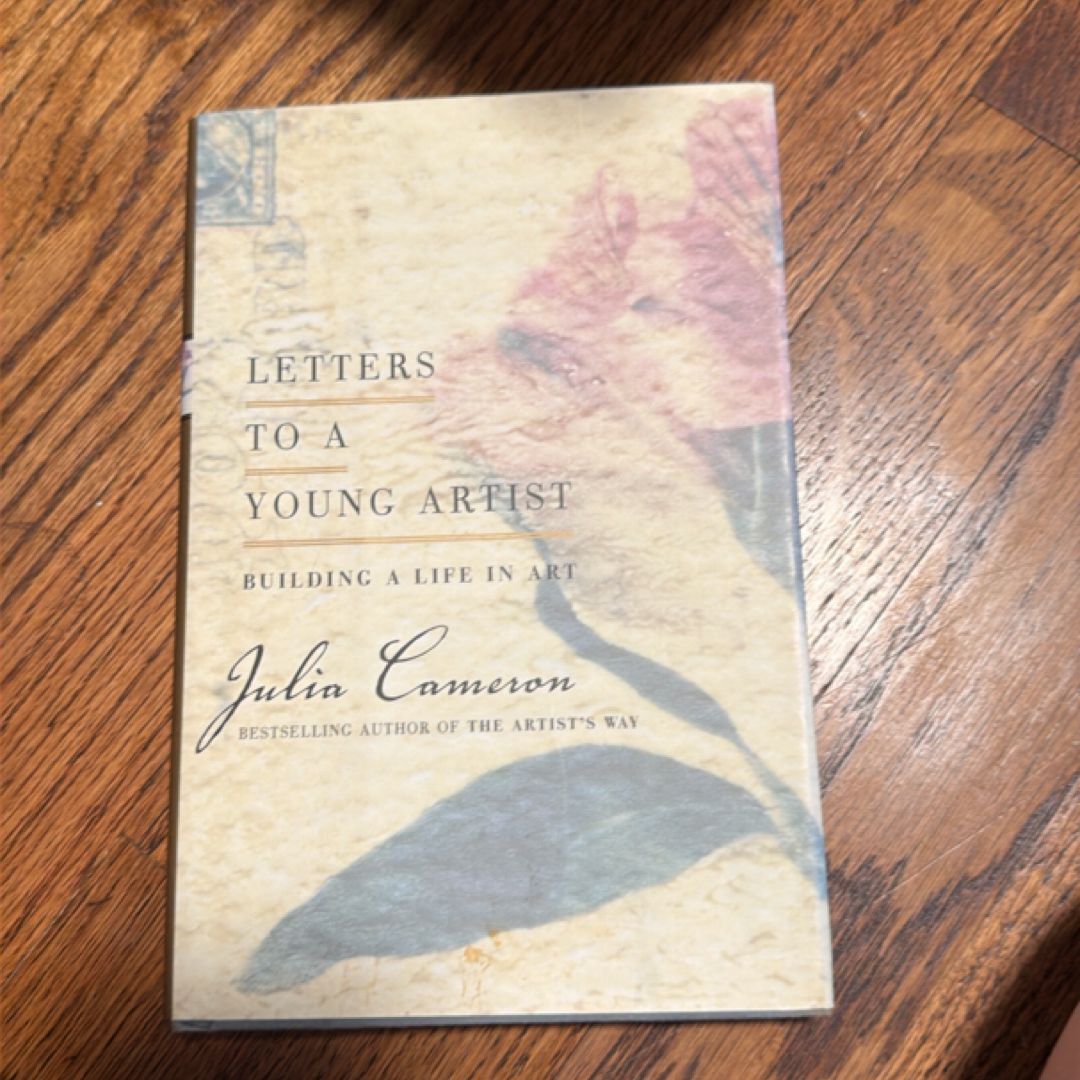 LETTERS
TO A
YOUNG ARTIST
BUILDING A LIFE IN ART
Julia Cameron
BESTSELLING AUTHOR OF THE ARTIST'S WAY